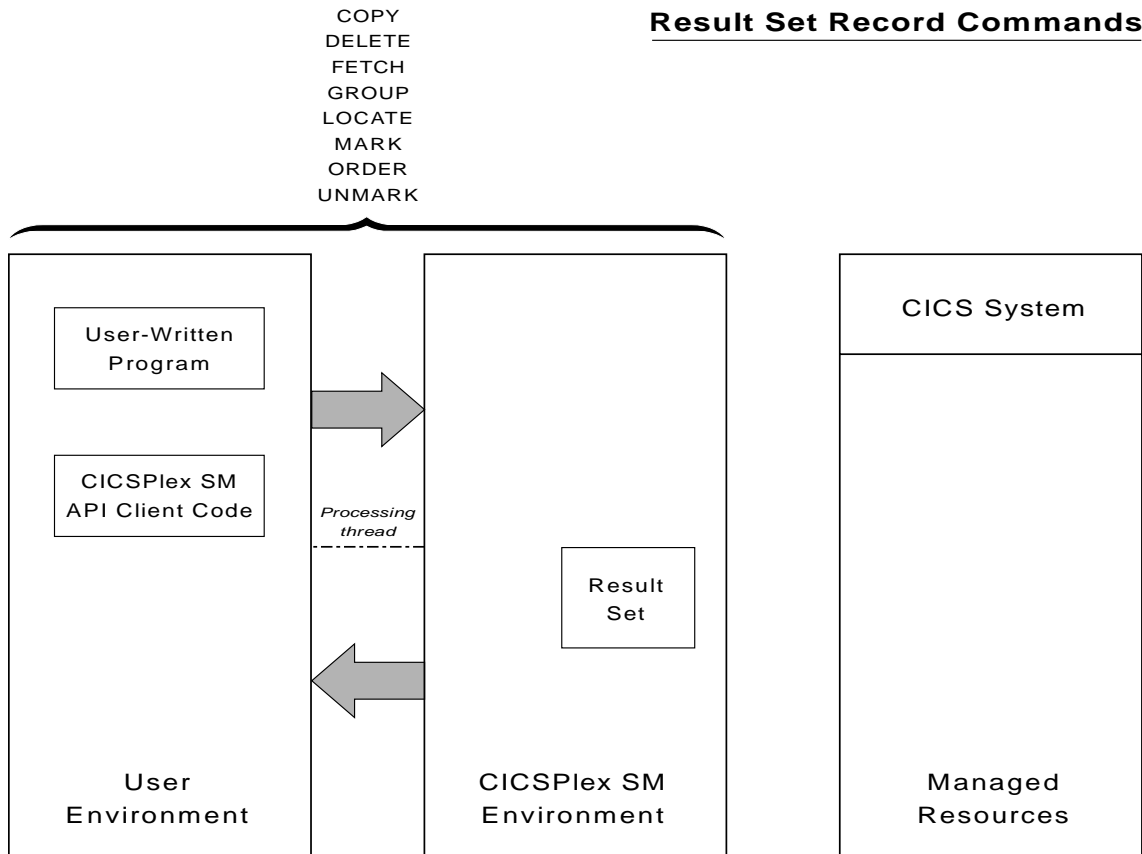 Result Set Record Commands
COPY
DELETE
FETCH
GROUP
LOCATE
MARK
ORDER
UNMARK
User-Written
Program
CICSPlex SM
API Client Code
User
Environment
Processing
thread
Result
Set
CICSPlex SM
Environment
CICS System
Managed
Resources